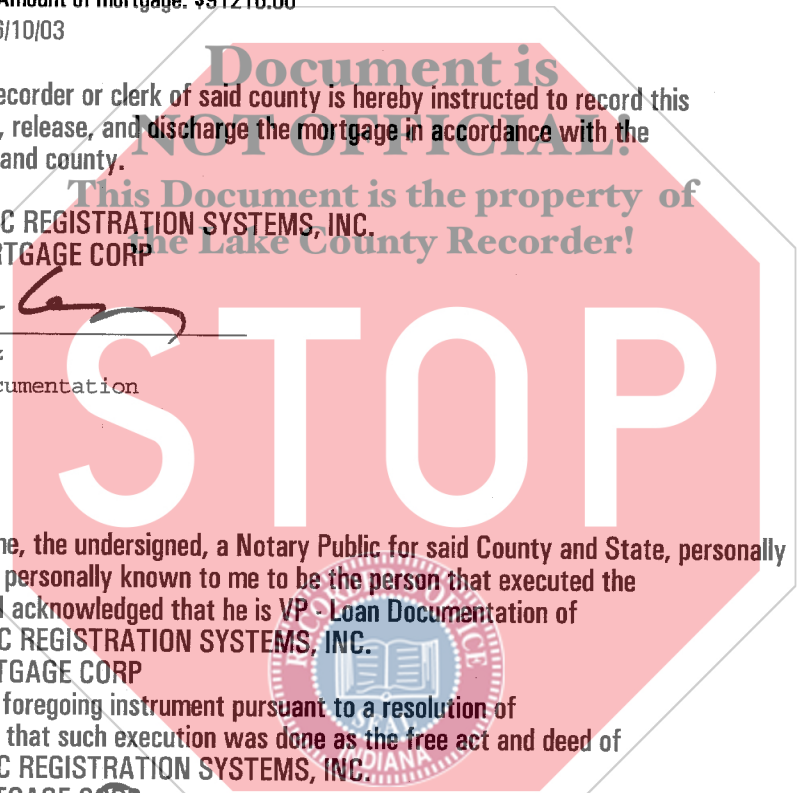 Amount of mortgage: $91216.00
6/10/03
Document is
ecorder or clerk of said county is hereby instructed to record this
, release, and discharge the mortgage in accordance with the
NOT OFFICIAL!
and county.
This Document is the property of
C REGISTRATION SYSTEMS, INC.
the Lake County Recorder!
RTGAGE CORP
STOP
cumentation
ne, the undersigned, a Notary Public for said County and State, personally
personally known to me to be the person that executed the
acknowledged that he is VP - Loan Documentation of
C REGISTRATION SYSTEMS, INC.
TGAGE CORP
foregoing instrument pursuant to a resolution of
that such execution was done as the free act and deed of
C REGISTRATION SYSTEMS, INC.
RECORDER'S OFFICE
SEAL
INDIANA